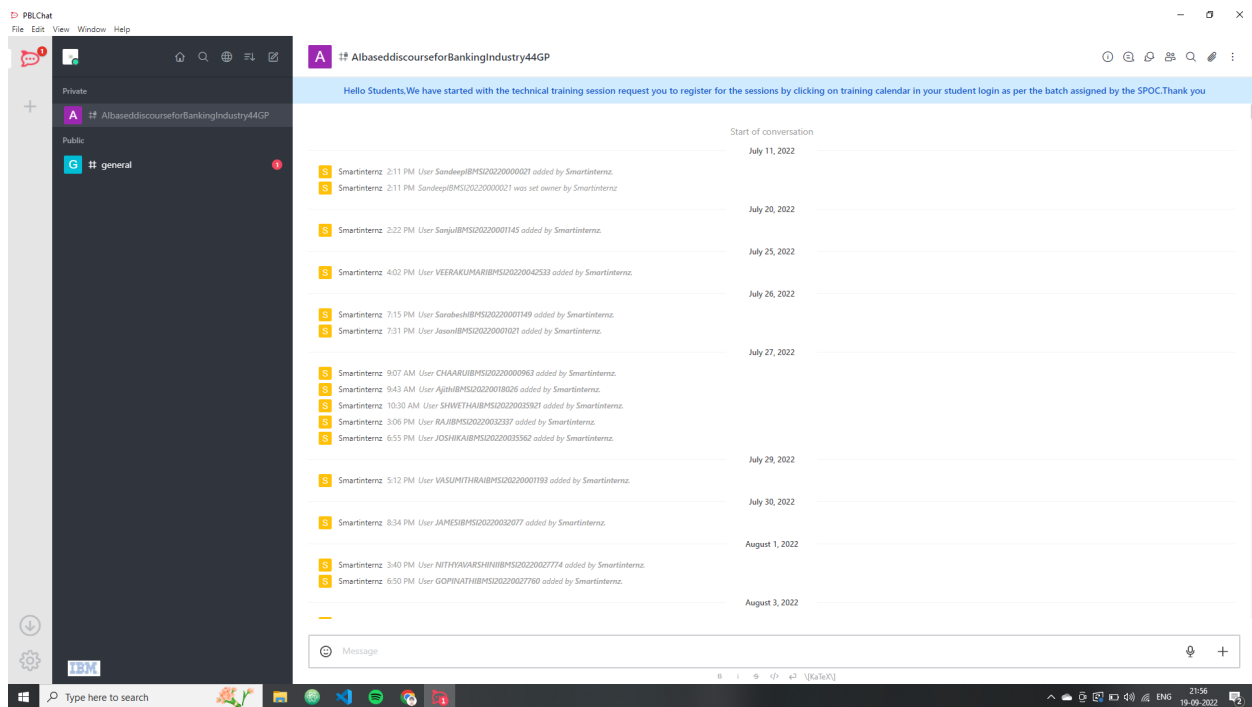 PBLChat
File Edit View Window Help
1
A AIbaseddiscourseforBankingIndustry44GP
Hello Students,We have started with the technical training session request you to register for the sessions by clicking on training calendar in your student login as per the batch assigned by the SPOC.Thank you
Private
A AIbaseddiscourseforBankingIndustry44GP
Public
G # general 1
Start of conversation
July 11, 2022
S Smartinternz 2:11 PM User SandeepIBMSI20220000021 added by Smartinternz.
S Smartinternz 2:11 PM SandeepIBMSI20220000021 was set owner by Smartinternz
July 20, 2022
S Smartinternz 2:22 PM User SanjuIBMSI20220001145 added by Smartinternz.
July 25, 2022
S Smartinternz 4:02 PM User VEERAKUMARIBMSI20220042533 added by Smartinternz.
July 26, 2022
S Smartinternz 7:15 PM User SarabeshIBMSI20220001149 added by Smartinternz.
S Smartinternz 7:31 PM User JasonIBMSI20220001021 added by Smartinternz.
July 27, 2022
S Smartinternz 9:07 AM User CHAARUIBMSI20220000963 added by Smartinternz.
S Smartinternz 9:43 AM User AjithIBMSI20220018026 added by Smartinternz.
S Smartinternz 10:30 AM User SHWETHAIBMSI20220035921 added by Smartinternz.
S Smartinternz 3:06 PM User RAJIBMSI20220032337 added by Smartinternz.
S Smartinternz 6:55 PM User JOSHIKAIBMSI20220035562 added by Smartinternz.
July 29, 2022
S Smartinternz 5:12 PM User VASUMITHRAIBMSI20220001193 added by Smartinternz.
July 30, 2022
S Smartinternz 8:34 PM User JAMESIBMSI20220032077 added by Smartinternz.
August 1, 2022
S Smartinternz 3:40 PM User NITHYAVARSHINIIBMSI20220027774 added by Smartinternz.
S Smartinternz 6:50 PM User GOPINATHIBMSI20220027760 added by Smartinternz.
August 3, 2022
Message
IBM
B i S </> \[KaTeX\]
Type here to search
1
ENG
21:56
19-09-2022
2